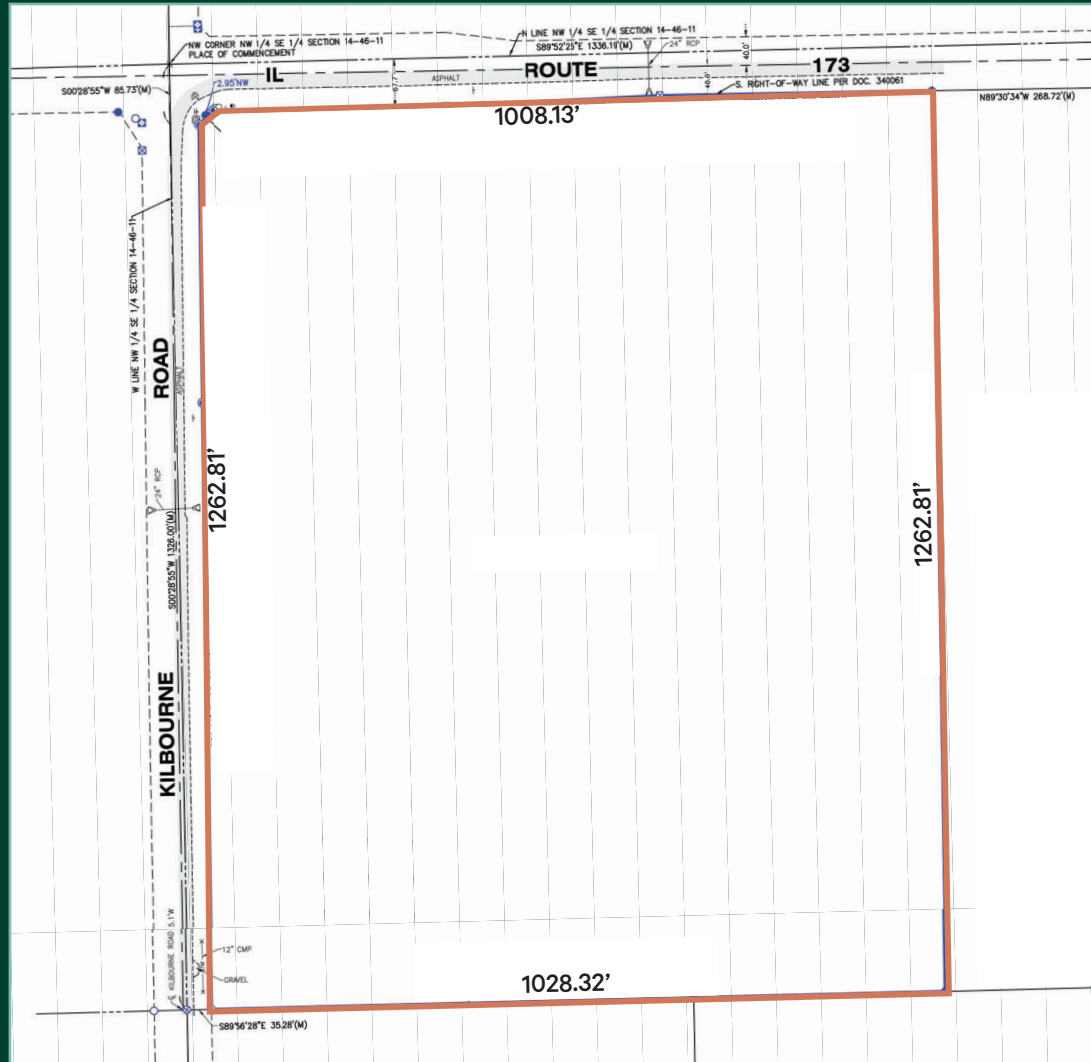 N LINE NW 1/4 SE 1/4 SECTION 14-46-11
NW CORNER NW 1/4 SE 1/4 SECTION 14-46-11
PLACE OF COMMENCEMENT
S89°52'25"E 1336.19'(M)
24" RCP
40.0'
IL ROUTE 173
ASPHALT
S00°28'55"W 85.73'(M)
2.95'NW
40.0'
S. RIGHT-OF-WAY LINE PER DOC. 340061
N89°30'34"W 268.72'(M)
1008.13'
W LINE NW 1/4 SE 1/4 SECTION 14-46-11
KILBOURNE ROAD
ASPHALT
24" RCP
S00°28'55"W 1326.00'(M)
1262.81'
1262.81'
KILBOURNE ROAD 5.1'W
12" CMP
GRAVEL
1028.32'
S89°56'28"E 35.28'(M)